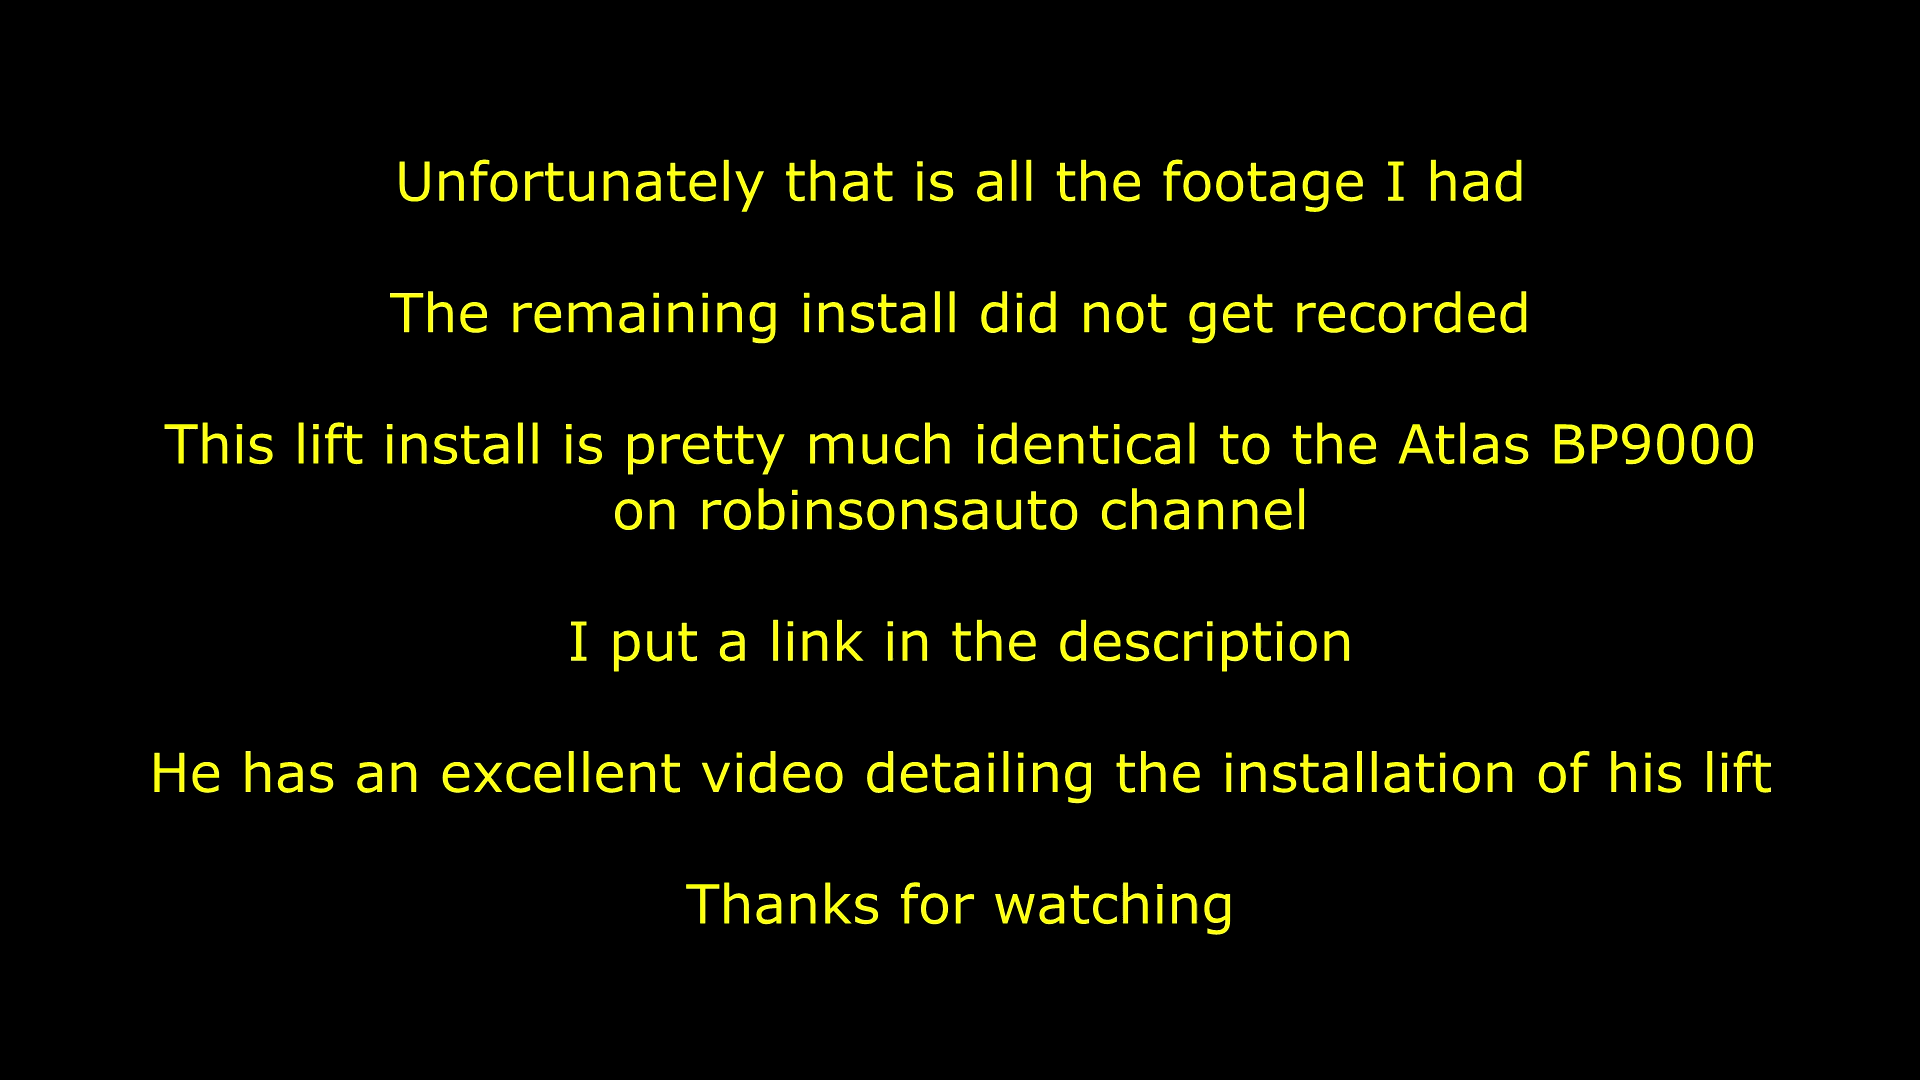 Unfortunately that is all the footage I had
The remaining install did not get recorded
This lift install is pretty much identical to the Atlas BP9000
on robinsonsauto channel
I put a link in the description
He has an excellent video detailing the installation of his lift
Thanks for watching